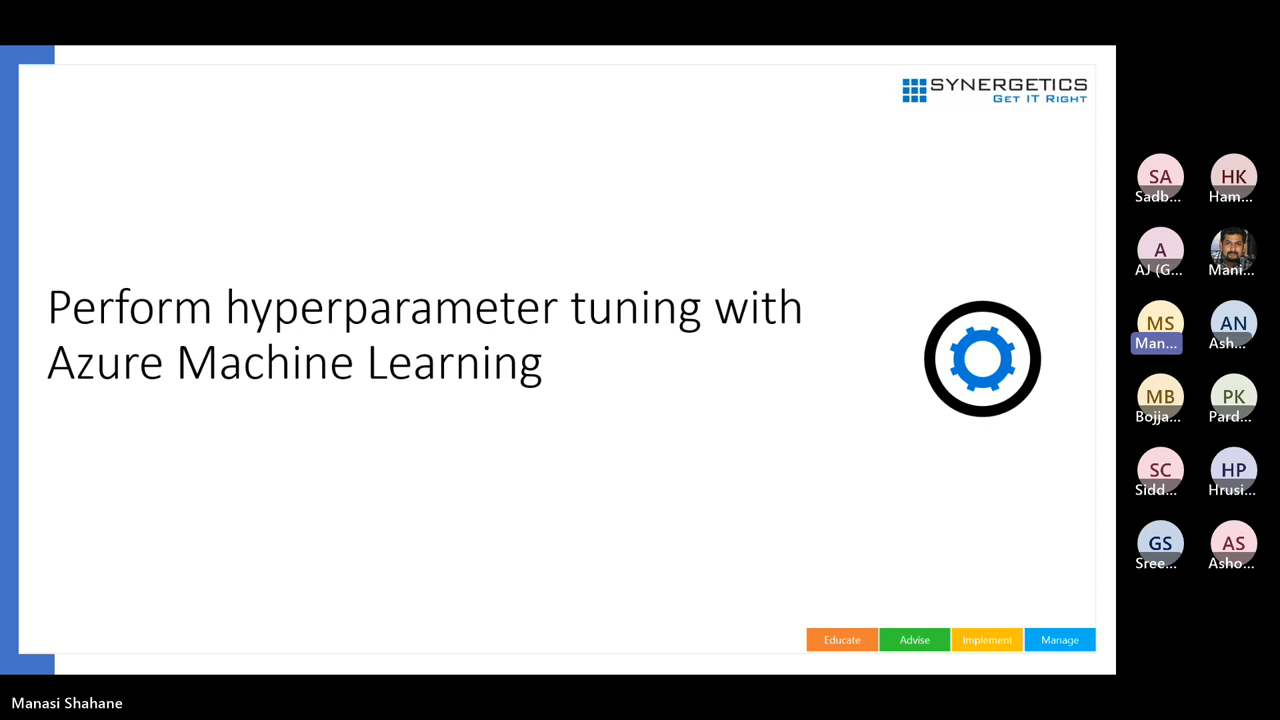 SYNERGETICS
GET IT RIGHT
Perform hyperparameter tuning with
Azure Machine Learning
Educate Advise Implement Manage
SA HK
Sadb... Ham...
A
AJ (G... Mani...
MS AN
Man... Ash...
MB PK
Bojja... Pard...
SC HP
Sidd... Hrusi...
GS AS
Sree... Asho...
Manasi Shahane